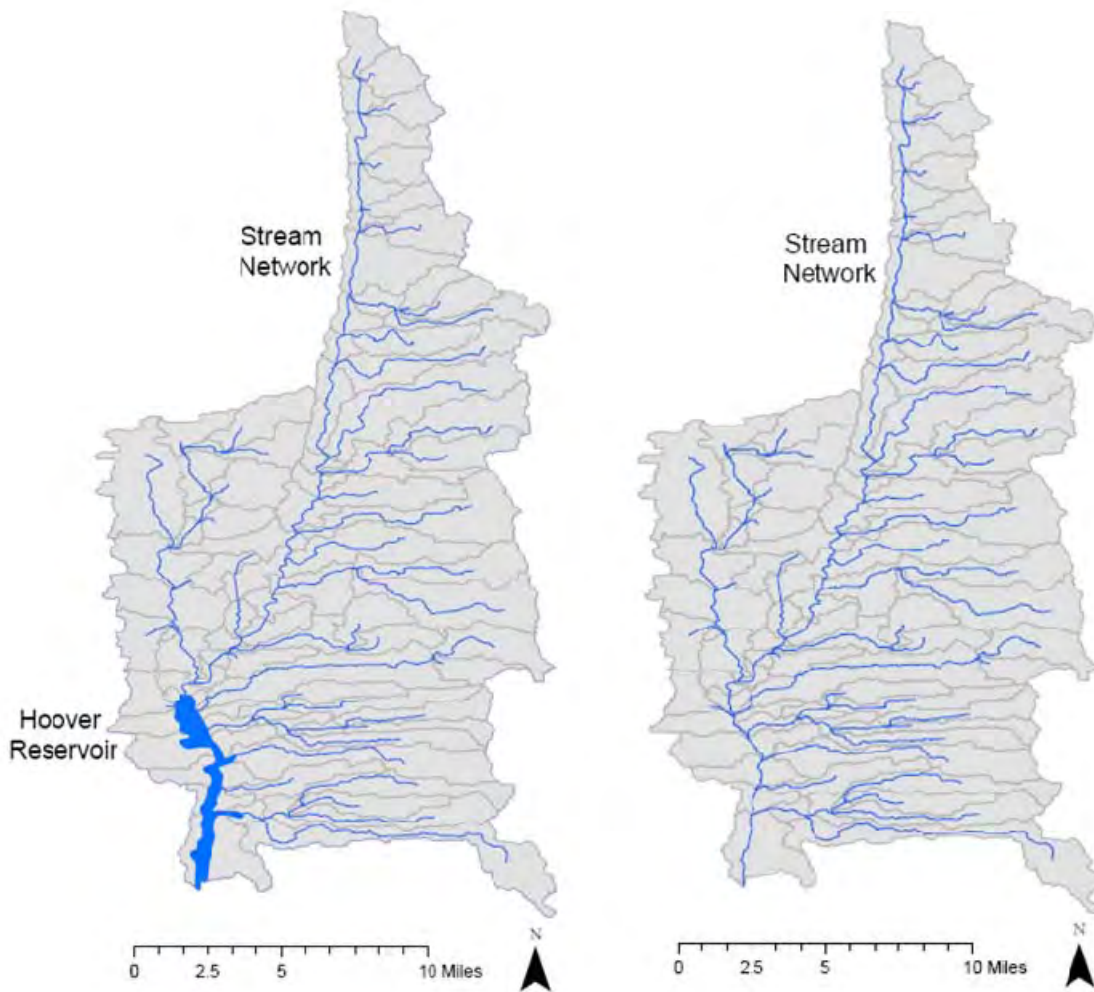 Stream
Network
Hoover
Reservoir
N
0 2.5 5 10 Miles
Stream
Network
N
0 2.5 5 10 Miles